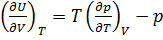 (∂U/∂V)_T = T(∂p/∂T)_V − p